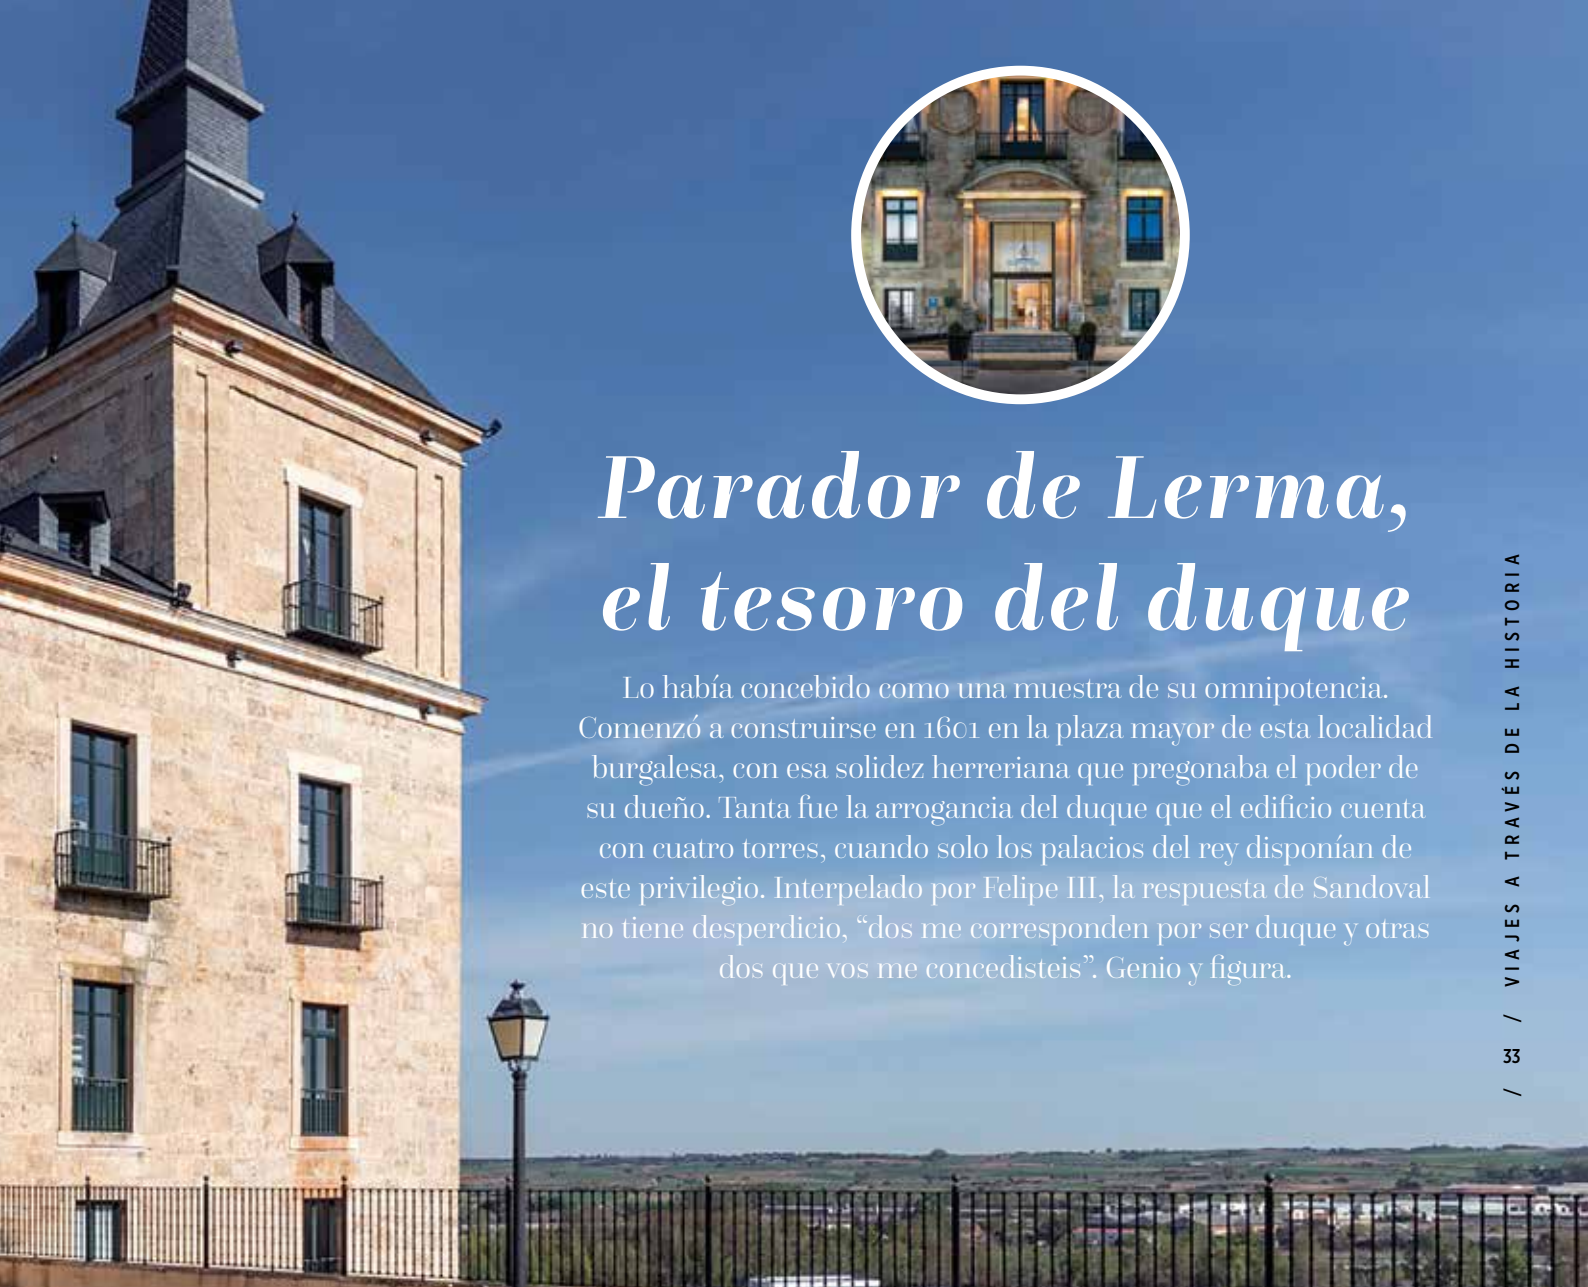 Parador de Lerma,
el tesoro del duque
Lo había concebido como una muestra de su omnipotencia.
Comenzó a construirse en 1601 en la plaza mayor de esta localidad
burgalesa, con esa solidez herreriana que pregonaba el poder de
su dueño. Tanta fue la arrogancia del duque que el edificio cuenta
con cuatro torres, cuando solo los palacios del rey disponían de
este privilegio. Interpelado por Felipe III, la respuesta de Sandoval
no tiene desperdicio, “dos me corresponden por ser duque y otras
dos que vos me concedisteis”. Genio y figura.
/ 33 / VIAJES A TRAVÉS DE LA HISTORIA